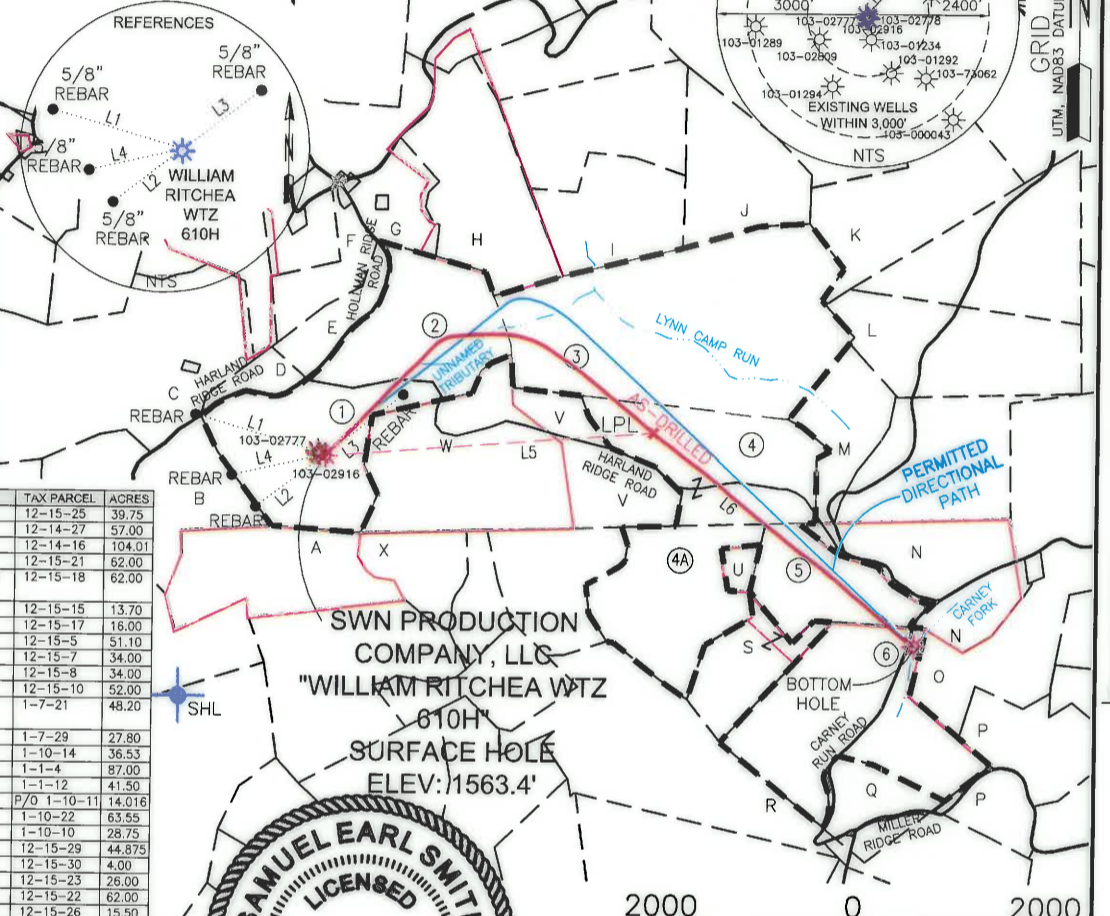 REFERENCES
5/8"
REBAR
5/8"
REBAR
L1
L3
5/8"
REBAR
L4
L2
5/8"
REBAR
WILLIAM
RITCHEA
WTZ
610H
NTS
3000'
2400'
103-02777
103-02778
103-02916
103-01289
103-02809
103-01234
103-01292
103-73062
103-01294
EXISTING WELLS
WITHIN 3,000'
103-000043
NTS
GRID
UTM, NAD83 DATU
N
F
G
H
I
J
K
L
M
HOLLMAN RIDGE
ROAD
E
D
C
HARLAND
RIDGE ROAD
2
3
1
4
UNNAMED
TRIBUTARY
LYNN CAMP RUN
REBAR
L1
103-02777
L4
L3
REBAR
103-02916
REBAR
B
L2
REBAR
A
X
W
L5
V
LPL
HARLAND
RIDGE ROAD
V
AS-DRILLED
Z
L6
PERMITTED
DIRECTIONAL
PATH
4A
U
5
N
CARNEY
FORK
N
S
6
O
BOTTOM
HOLE
CARNEY
RUN ROAD
P
Q
P
R
MILLER
RIDGE ROAD
TAX PARCEL ACRES
12-15-25 39.75
12-14-27 57.00
12-14-16 104.01
12-15-21 62.00
12-15-18 62.00
12-15-15 13.70
12-15-17 16.00
12-15-5 51.10
12-15-7 34.00
12-15-8 34.00
12-15-10 52.00
1-7-21 48.20
1-7-29 27.80
1-10-14 36.53
1-1-4 87.00
1-1-12 41.50
P/O 1-10-11 14.016
1-10-22 63.55
1-10-10 28.75
12-15-29 44.875
12-15-30 4.00
12-15-23 26.00
12-15-22 62.00
12-15-26 15.50
SHL
SWN PRODUCTION
COMPANY, LLC
"WILLIAM RITCHEA WTZ
610H"
SURFACE HOLE
ELEV: 1563.4'
SAMUEL EARL SMIT
LICENSED
2000 0 2000